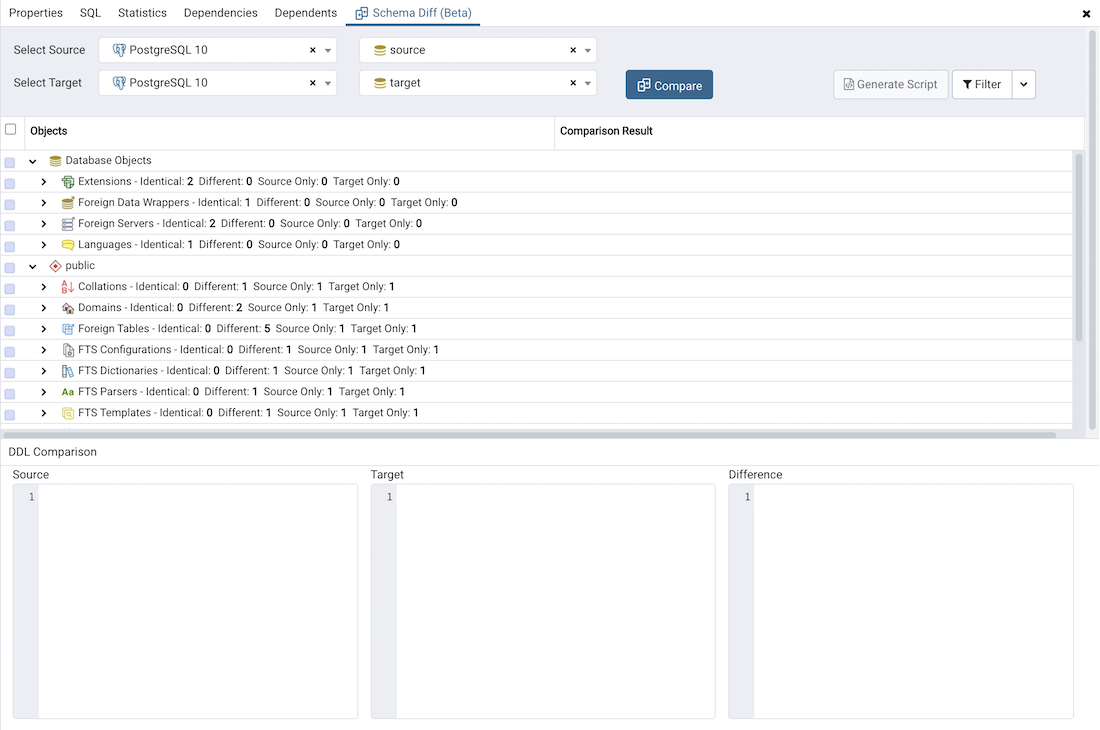 Properties SQL Statistics Dependencies Dependents Schema Diff (Beta)
Select Source PostgreSQL 10 source
Select Target PostgreSQL 10 target Compare Generate Script Filter
Objects Comparison Result
Database Objects
Extensions - Identical: 2 Different: 0 Source Only: 0 Target Only: 0
Foreign Data Wrappers - Identical: 1 Different: 0 Source Only: 0 Target Only: 0
Foreign Servers - Identical: 2 Different: 0 Source Only: 0 Target Only: 0
Languages - Identical: 1 Different: 0 Source Only: 0 Target Only: 0
public
Collations - Identical: 0 Different: 1 Source Only: 1 Target Only: 1
Domains - Identical: 0 Different: 2 Source Only: 1 Target Only: 1
Foreign Tables - Identical: 0 Different: 5 Source Only: 1 Target Only: 1
FTS Configurations - Identical: 0 Different: 1 Source Only: 1 Target Only: 1
FTS Dictionaries - Identical: 0 Different: 1 Source Only: 1 Target Only: 1
Aa FTS Parsers - Identical: 0 Different: 1 Source Only: 1 Target Only: 1
FTS Templates - Identical: 0 Different: 1 Source Only: 1 Target Only: 1
DDL Comparison
Source Target Difference
1 1 1